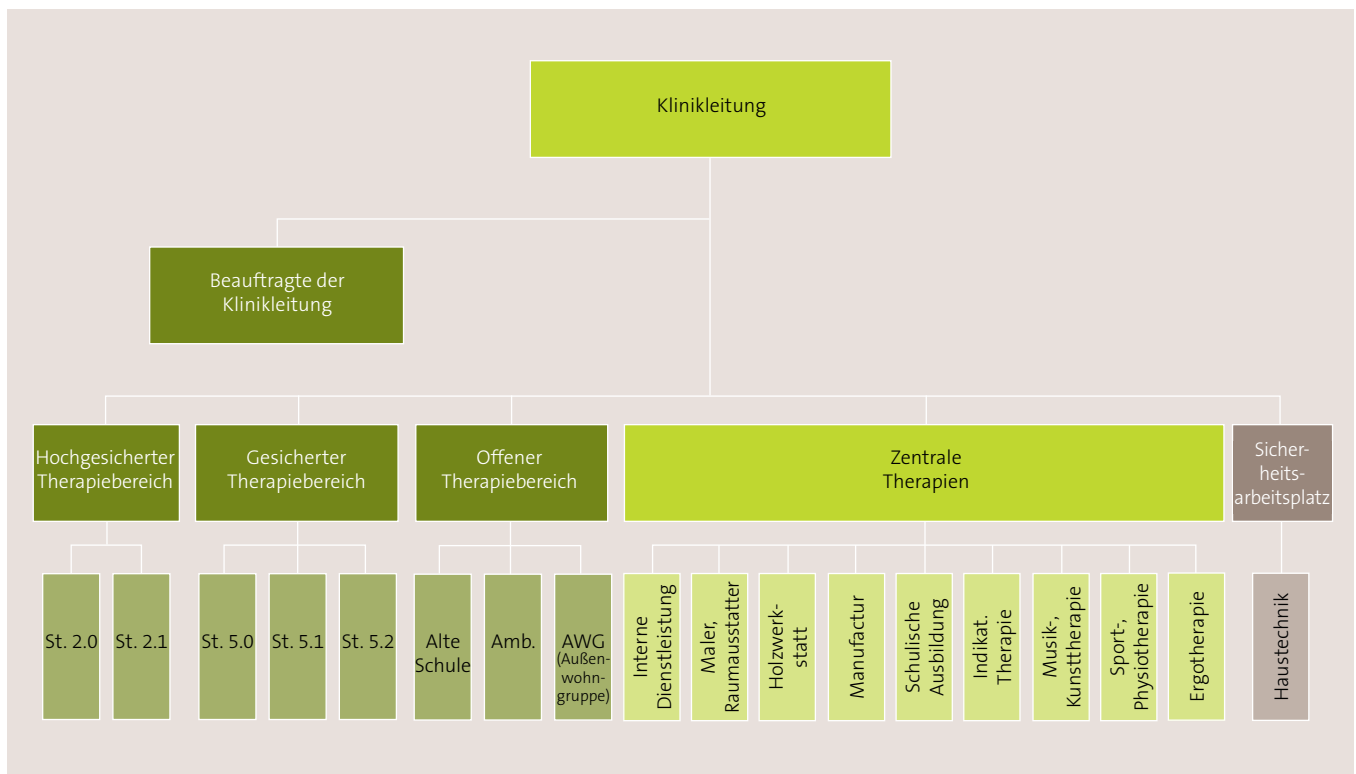 Klinikleitung
Beauftragte der
Klinikleitung
Hochgesicherter
Therapiebereich
Gesicherter
Therapiebereich
Offener
Therapiebereich
Zentrale
Therapien
Sicher-
heits-
arbeitsplatz
St. 2.0
St. 2.1
St. 5.0
St. 5.1
St. 5.2
Alte
Schule
Amb.
AWG
(Außen-
wohn-
gruppe)
Interne
Dienstleistung
Maler,
Raumausstatter
Holzwerk-
statt
Manufactur
Schulische
Ausbildung
Indikat.
Therapie
Musik-,
Kunsttherapie
Sport-,
Physiotherapie
Ergotherapie
Haustechnik